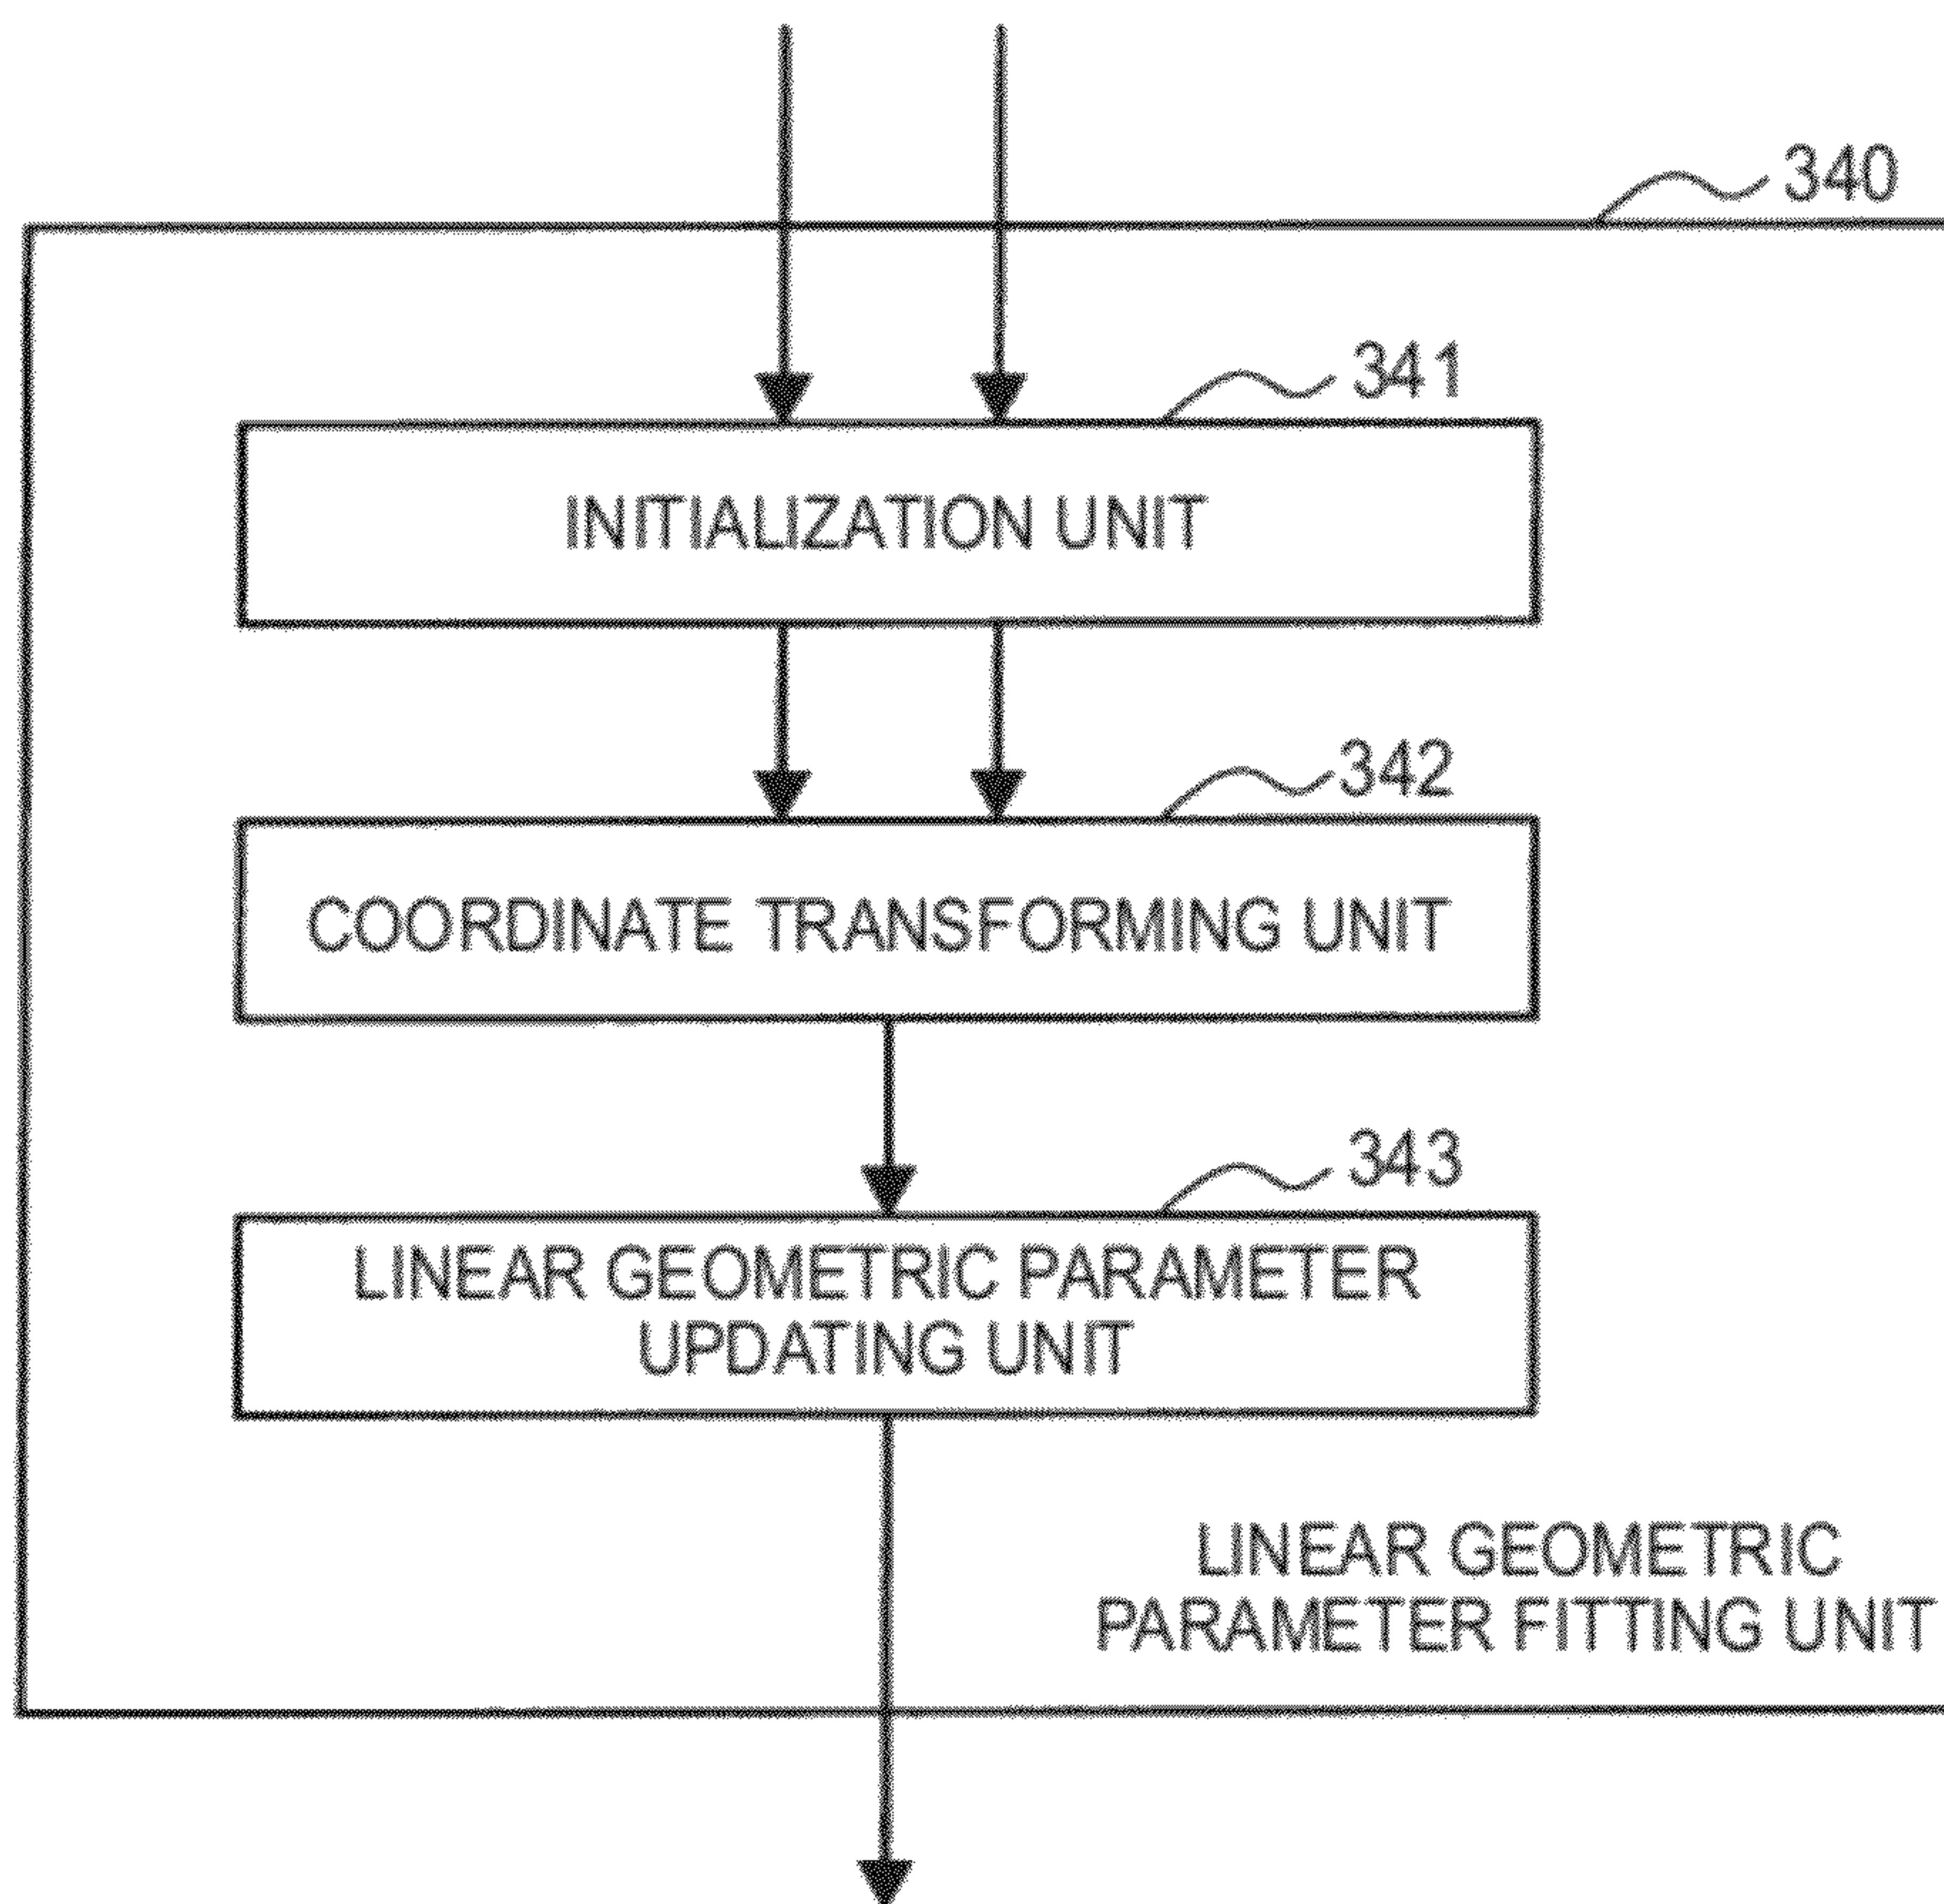 340
341
INITIALIZATION UNIT
342
COORDINATE TRANSFORMING UNIT
343
LINEAR GEOMETRIC PARAMETER
UPDATING UNIT
LINEAR GEOMETRIC
PARAMETER FITTING UNIT